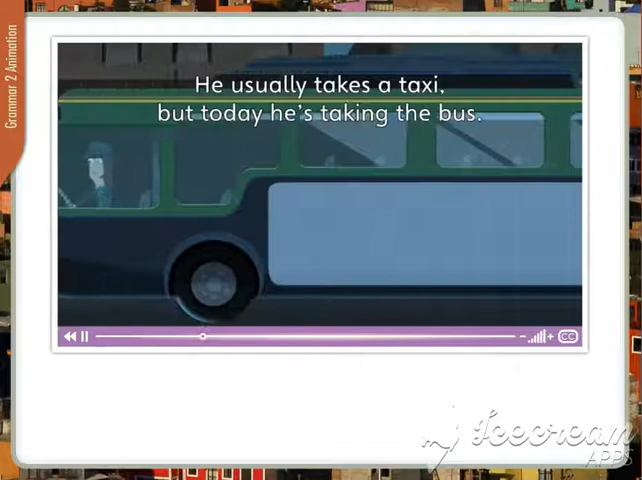 Grammar 2 Animation
He usually takes a taxi,
but today he's taking the bus.
CC
Icecream
APPS